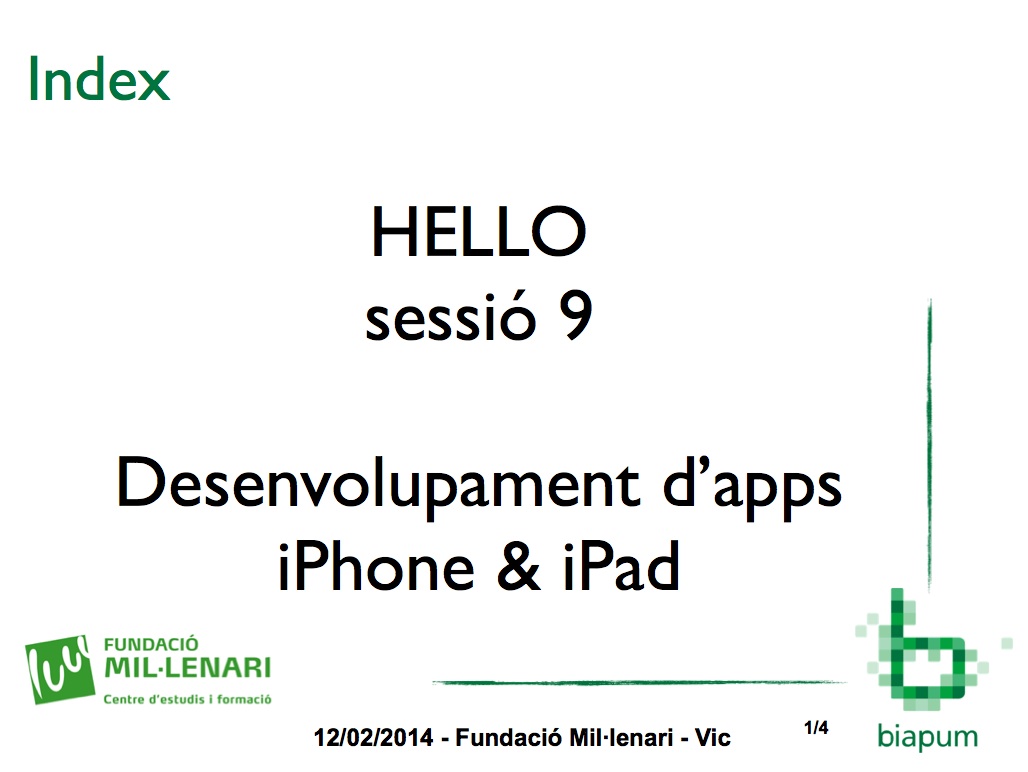 Index
HELLO
sessió 9
Desenvolupament d’apps
iPhone & iPad
FUNDACIÓ
MIL·LENARI
Centre d'estudis i formació
12/02/2014 - Fundació Mil·lenari - Vic
1/4
biapum